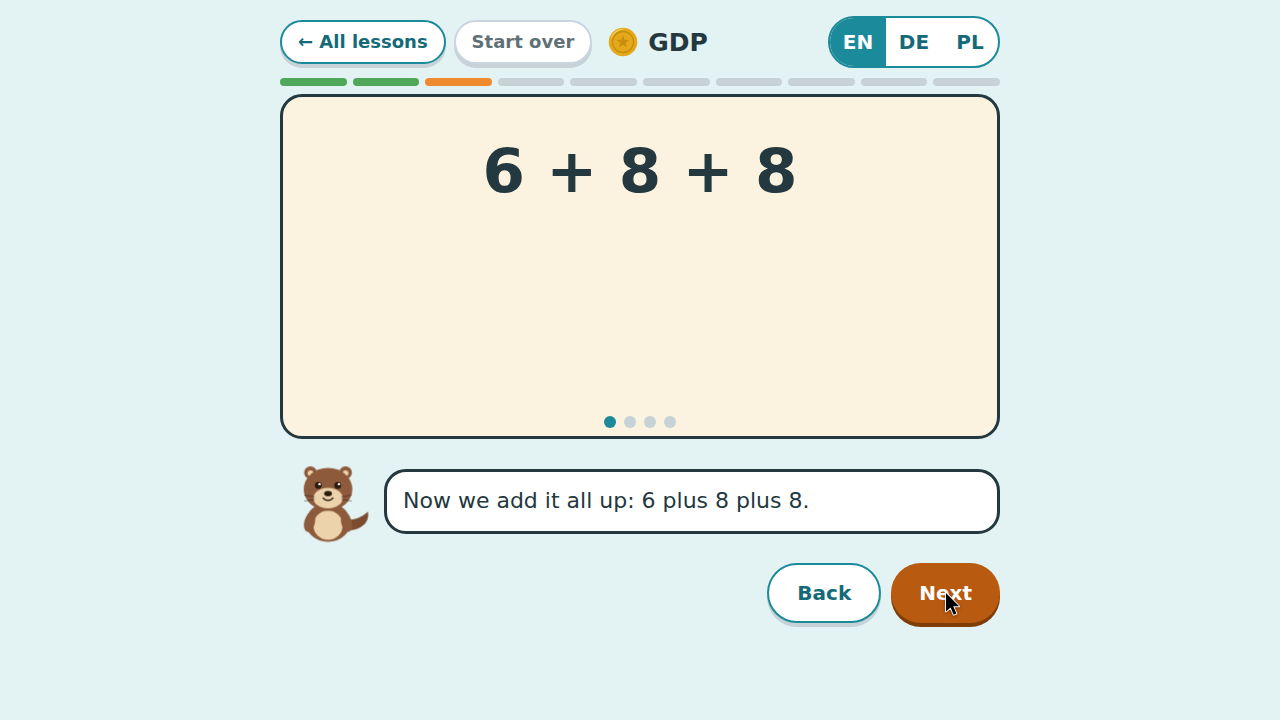 ← All lessons
Start over
GDP
EN DE PL
6 + 8 + 8
Now we add it all up: 6 plus 8 plus 8.
Back
Next